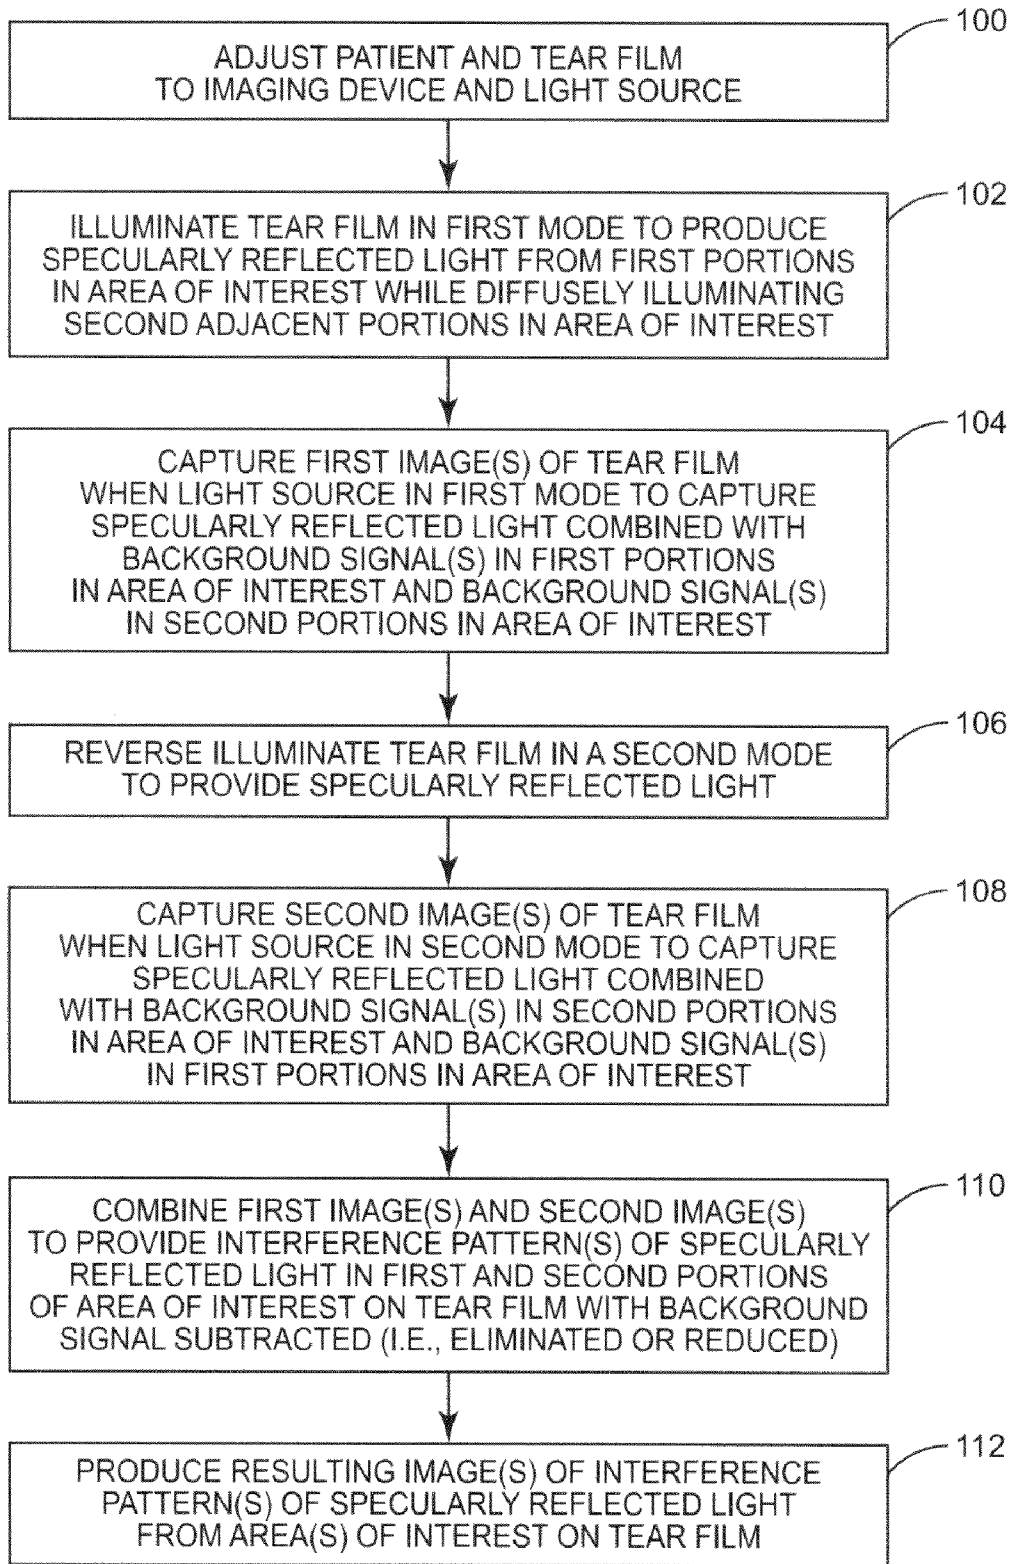 100
ADJUST PATIENT AND TEAR FILM
TO IMAGING DEVICE AND LIGHT SOURCE
102
ILLUMINATE TEAR FILM IN FIRST MODE TO PRODUCE
SPECULARLY REFLECTED LIGHT FROM FIRST PORTIONS
IN AREA OF INTEREST WHILE DIFFUSELY ILLUMINATING
SECOND ADJACENT PORTIONS IN AREA OF INTEREST
104
CAPTURE FIRST IMAGE(S) OF TEAR FILM
WHEN LIGHT SOURCE IN FIRST MODE TO CAPTURE
SPECULARLY REFLECTED LIGHT COMBINED WITH
BACKGROUND SIGNAL(S) IN FIRST PORTIONS
IN AREA OF INTEREST AND BACKGROUND SIGNAL(S)
IN SECOND PORTIONS IN AREA OF INTEREST
106
REVERSE ILLUMINATE TEAR FILM IN A SECOND MODE
TO PROVIDE SPECULARLY REFLECTED LIGHT
108
CAPTURE SECOND IMAGE(S) OF TEAR FILM
WHEN LIGHT SOURCE IN SECOND MODE TO CAPTURE
SPECULARLY REFLECTED LIGHT COMBINED
WITH BACKGROUND SIGNAL(S) IN SECOND PORTIONS
IN AREA OF INTEREST AND BACKGROUND SIGNAL(S)
IN FIRST PORTIONS IN AREA OF INTEREST
110
COMBINE FIRST IMAGE(S) AND SECOND IMAGE(S)
TO PROVIDE INTERFERENCE PATTERN(S) OF SPECULARLY
REFLECTED LIGHT IN FIRST AND SECOND PORTIONS
OF AREA OF INTEREST ON TEAR FILM WITH BACKGROUND
SIGNAL SUBTRACTED (I.E., ELIMINATED OR REDUCED)
112
PRODUCE RESULTING IMAGE(S) OF INTERFERENCE
PATTERN(S) OF SPECULARLY REFLECTED LIGHT
FROM AREA(S) OF INTEREST ON TEAR FILM